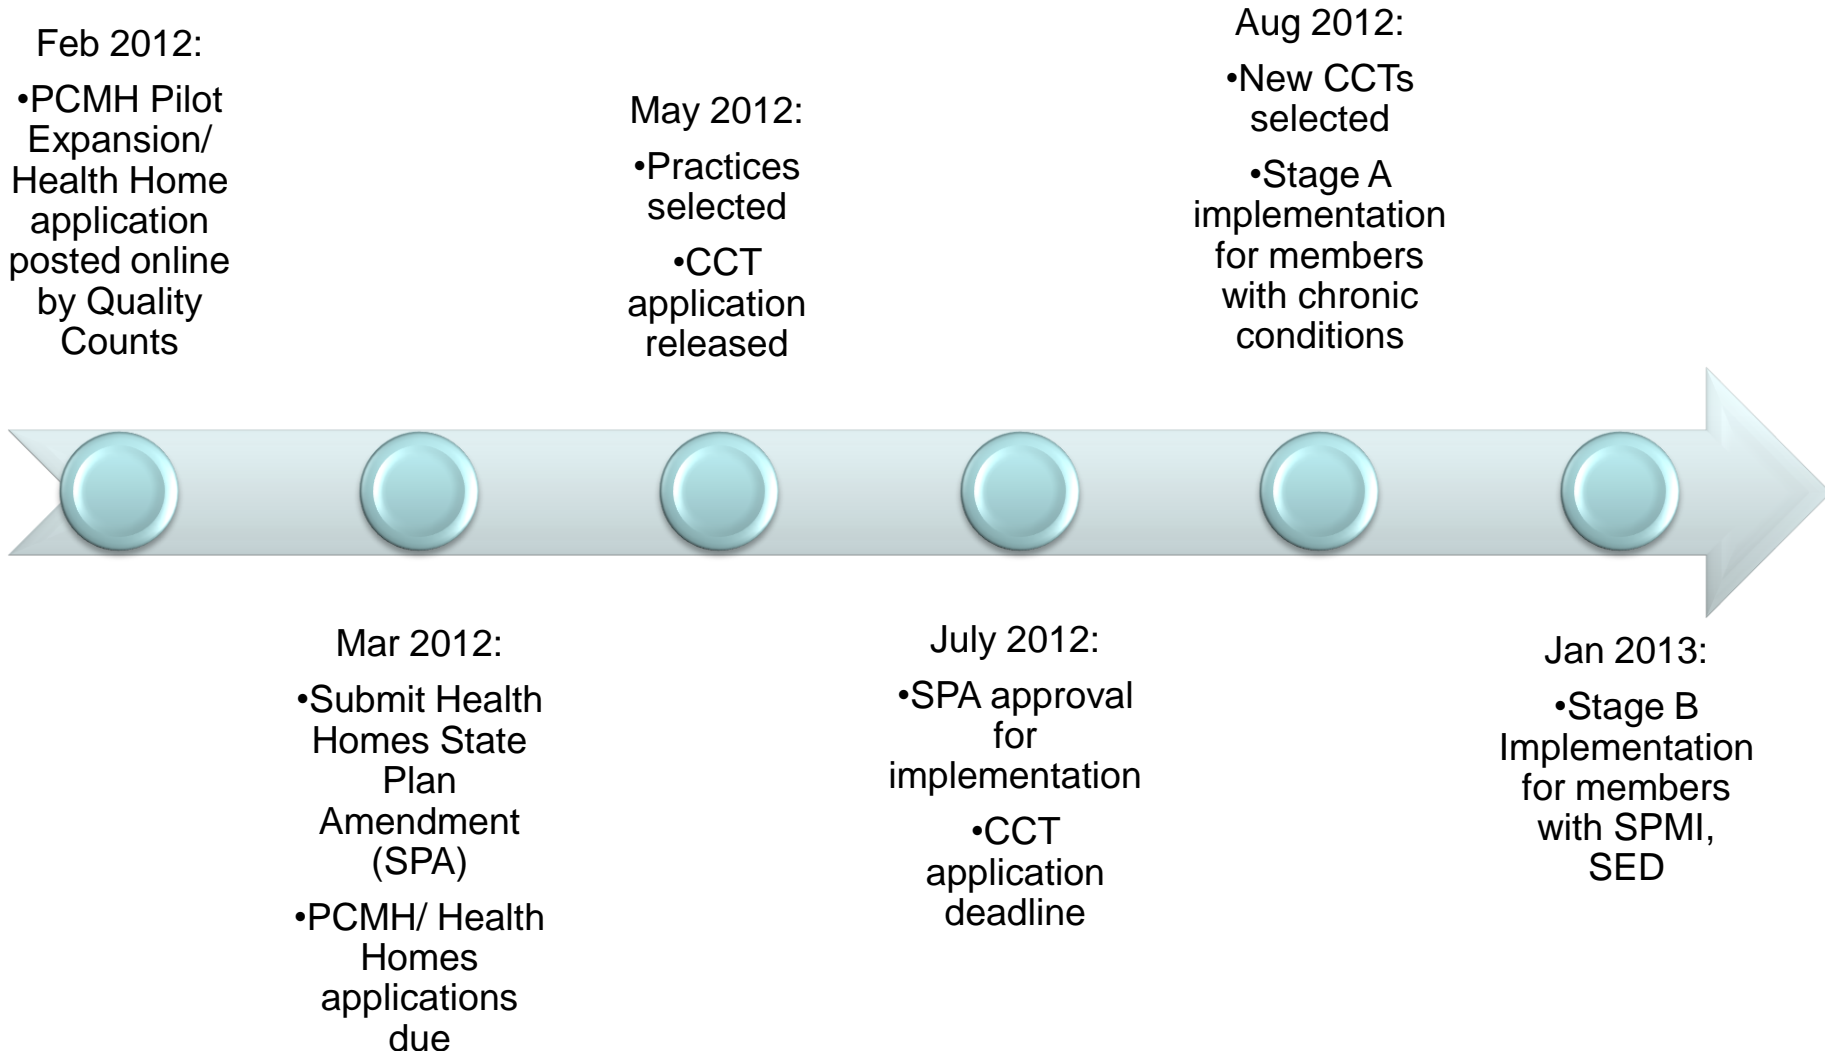 Feb 2012:
•PCMH Pilot
Expansion/
Health Home
application
posted online
by Quality
Counts
Mar 2012:
•Submit Health
Homes State
Plan
Amendment
(SPA)
•PCMH/ Health
Homes
applications
due
May 2012:
•Practices
selected
•CCT
application
released
July 2012:
•SPA approval
for
implementation
•CCT
application
deadline
Aug 2012:
•New CCTs
selected
•Stage A
implementation
for members
with chronic
conditions
Jan 2013:
•Stage B
Implementation
for members
with SPMI,
SED